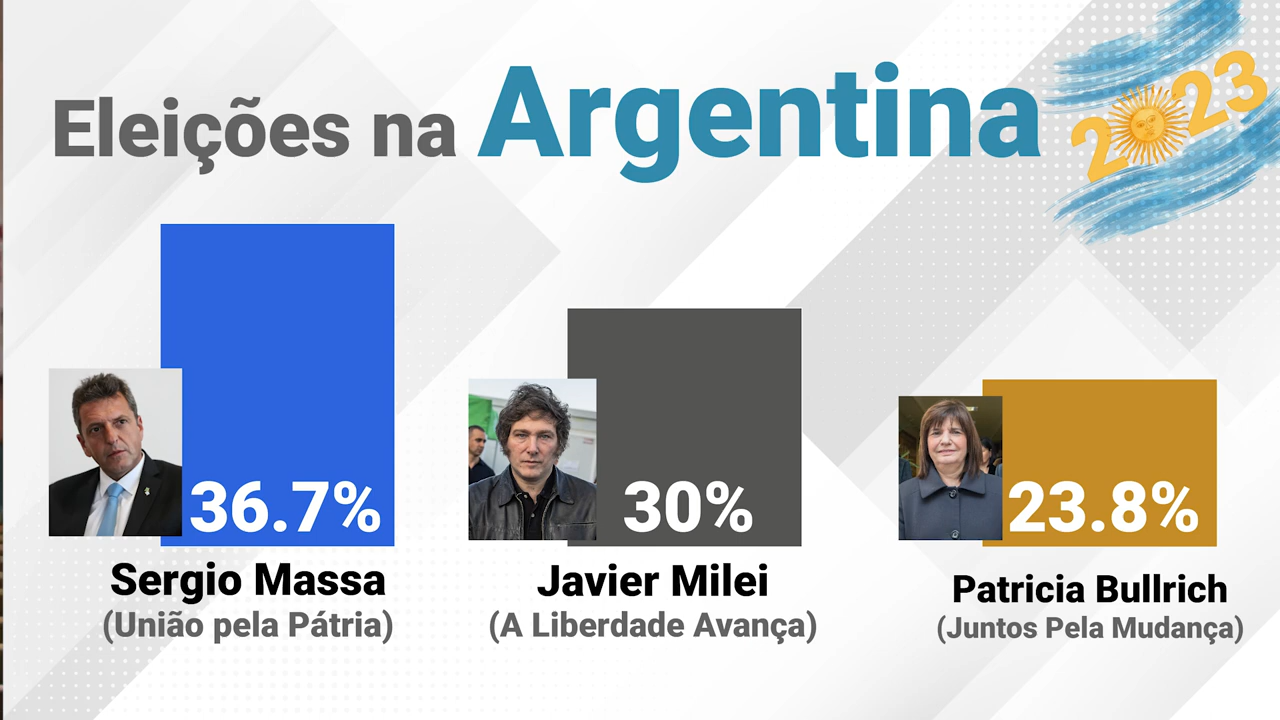 Eleições na Argentina
2023
36.7%
30%
23.8%
Sergio Massa
(União pela Pátria)
Javier Milei
(A Liberdade Avança)
Patricia Bullrich
(Juntos Pela Mudança)